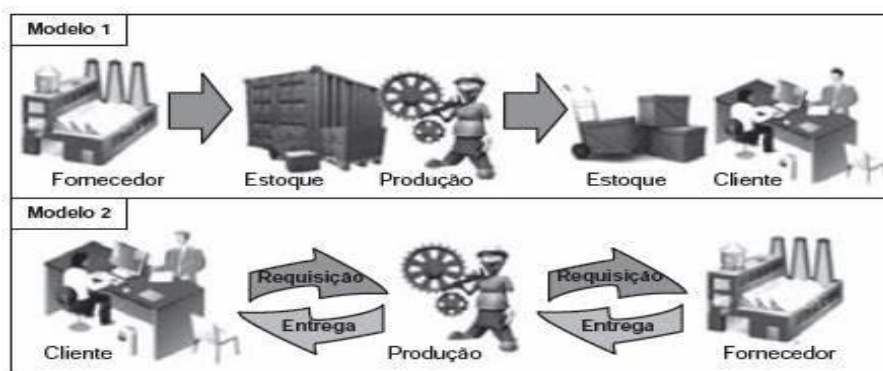 Modelo 1
Fornecedor Estoque Produção Estoque Cliente
Modelo 2
Requisição Requisição
Entrega Entrega
Cliente Produção Fornecedor